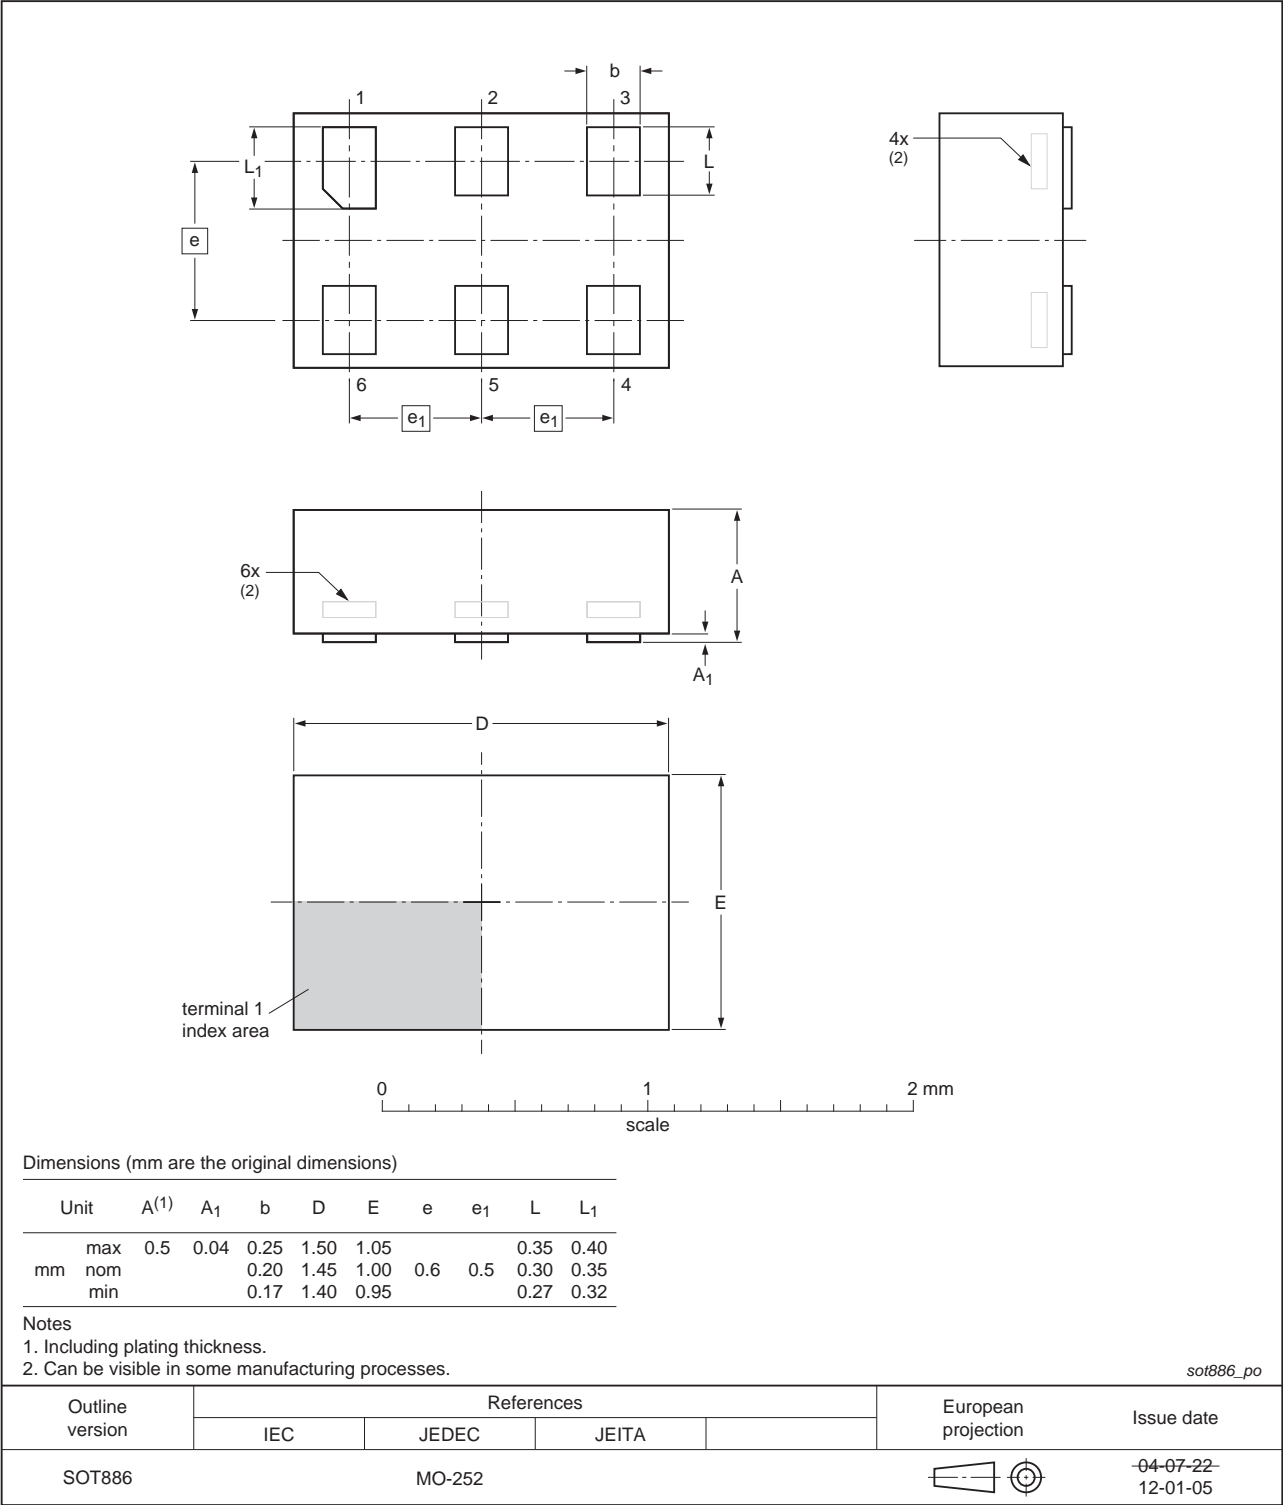 b
1 2 3
L1
L
e
4x
(2)
6 5 4
e1 e1
6x
(2)
A
A1
D
E
terminal 1
index area
0 1 2 mm
scale
Dimensions (mm are the original dimensions)
Unit A(1) A1 b D E e e1 L L1
max 0.5 0.04 0.25 1.50 1.05 0.35 0.40
mm nom 0.20 1.45 1.00 0.6 0.5 0.30 0.35
min 0.17 1.40 0.95 0.27 0.32
Notes
1. Including plating thickness.
2. Can be visible in some manufacturing processes.
sot886_po
Outline version
References
European projection
Issue date
IEC JEDEC JEITA
SOT886 MO-252
04-07-22
12-01-05